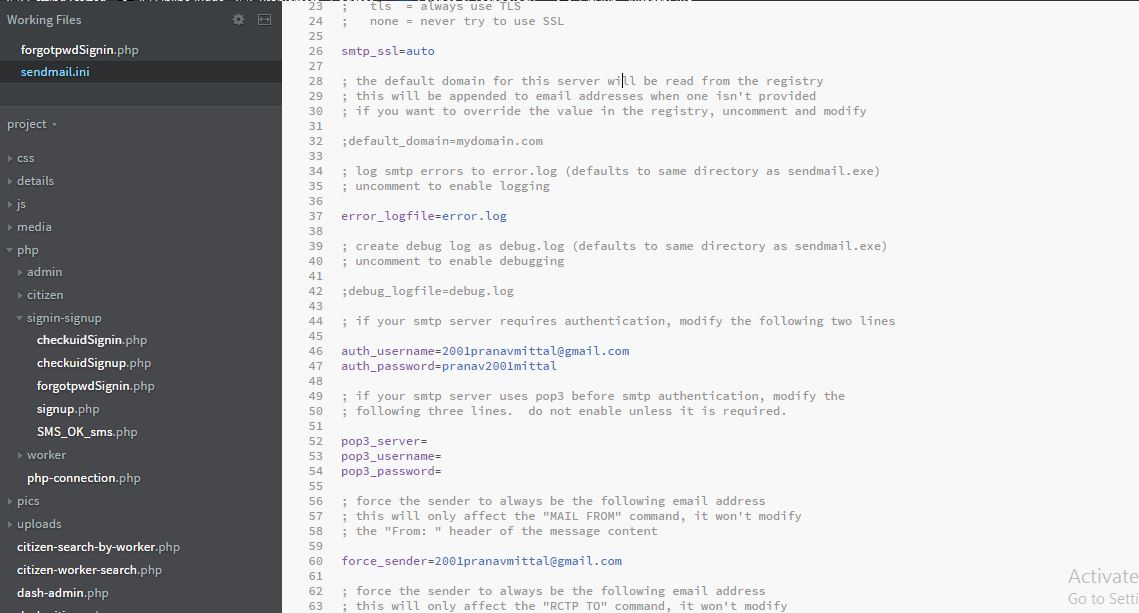 Working Files
forgotpwdSignin.php
sendmail.ini
project
css
details
js
media
php
admin
citizen
signin-signup
checkuidSignin.php
checkuidSignup.php
forgotpwdSignin.php
signup.php
SMS_OK_sms.php
worker
php-connection.php
pics
uploads
citizen-search-by-worker.php
citizen-worker-search.php
dash-admin.php
23 ;   tls  = always use TLS
24 ;   none = never try to use SSL
25
26 smtp_ssl=auto
27
28 ; the default domain for this server will be read from the registry
29 ; this will be appended to email addresses when one isn't provided
30 ; if you want to override the value in the registry, uncomment and modify
31
32 ;default_domain=mydomain.com
33
34 ; log smtp errors to error.log (defaults to same directory as sendmail.exe)
35 ; uncomment to enable logging
36
37 error_logfile=error.log
38
39 ; create debug log as debug.log (defaults to same directory as sendmail.exe)
40 ; uncomment to enable debugging
41
42 ;debug_logfile=debug.log
43
44 ; if your smtp server requires authentication, modify the following two lines
45
46 auth_username=2001pranavmittal@gmail.com
47 auth_password=pranav2001mittal
48
49 ; if your smtp server uses pop3 before smtp authentication, modify the
50 ; following three lines.  do not enable unless it is required.
51
52 pop3_server=
53 pop3_username=
54 pop3_password=
55
56 ; force the sender to always be the following email address
57 ; this will only affect the "MAIL FROM" command, it won't modify
58 ; the "From: " header of the message content
59
60 force_sender=2001pranavmittal@gmail.com
61
62 ; force the sender to always be the following email address
63 ; this will only affect the "RCTP TO" command, it won't modify
Activate
Go to Setti